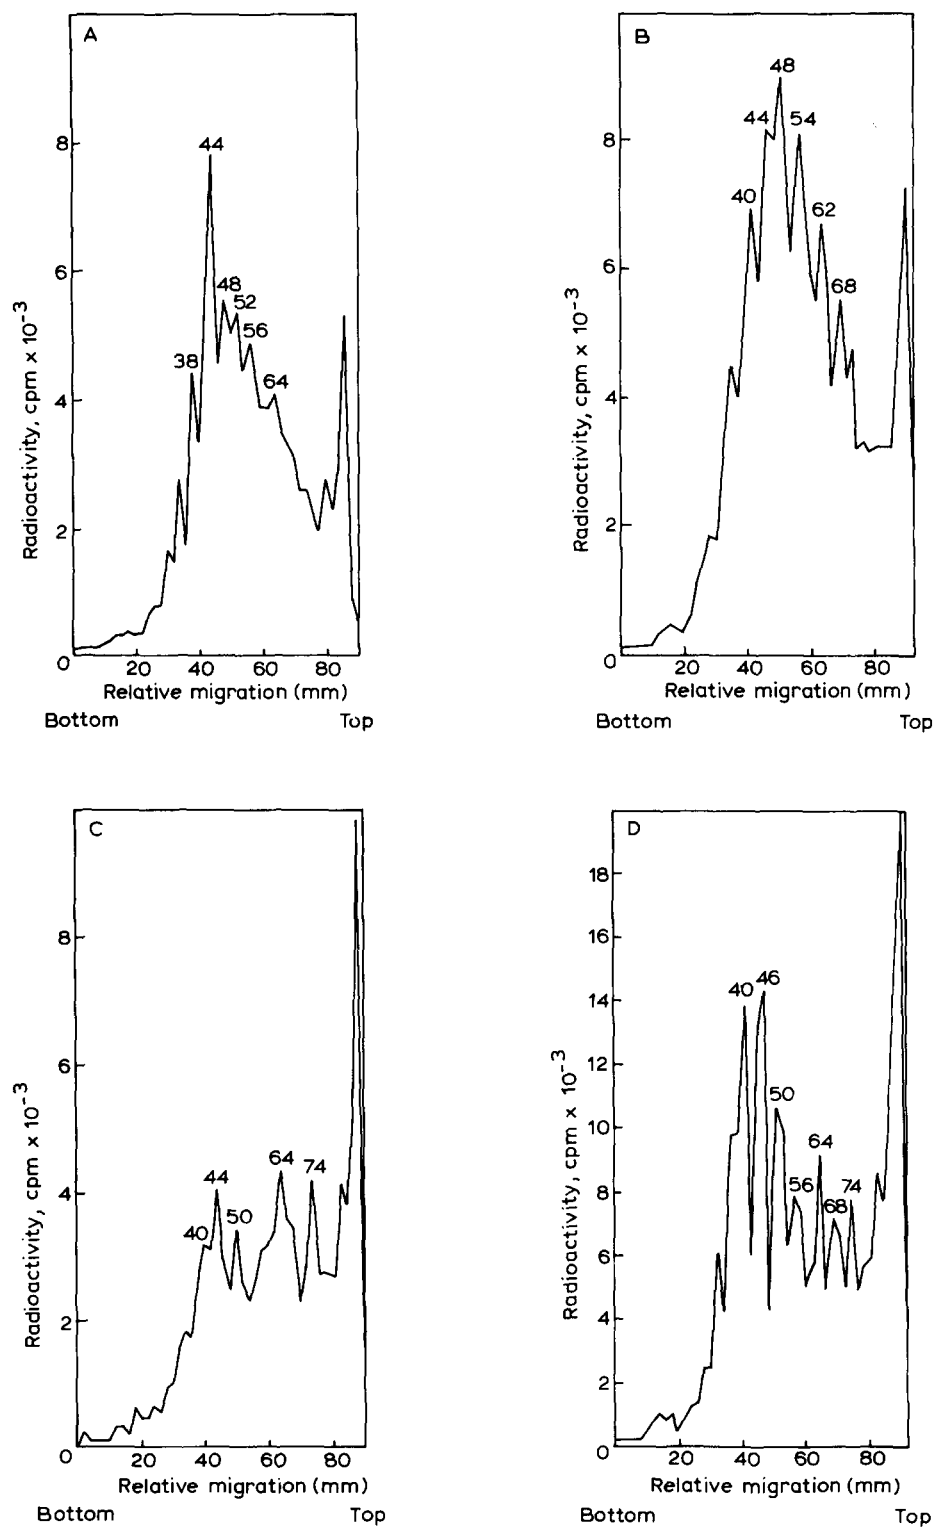 A
8
6
4
2
0
Radioactivity, cpm x 10⁻³
38
44
48
52
56
64
20 40 60 80
Relative migration (mm)
Bottom Top
B
8
6
4
2
0
Radioactivity, cpm x 10⁻³
40
44
48
54
62
68
20 40 60 80
Relative migration (mm)
Bottom Top
C
8
6
4
2
0
Radioactivity, cpm x 10⁻³
40
44
50
64
74
20 40 60 80
Relative migration (mm)
Bottom Top
D
18
16
14
12
10
8
6
4
2
0
Radioactivity, cpm x 10⁻³
40
46
50
56
64
68
74
20 40 60 80
Relative migration (mm)
Bottom Top